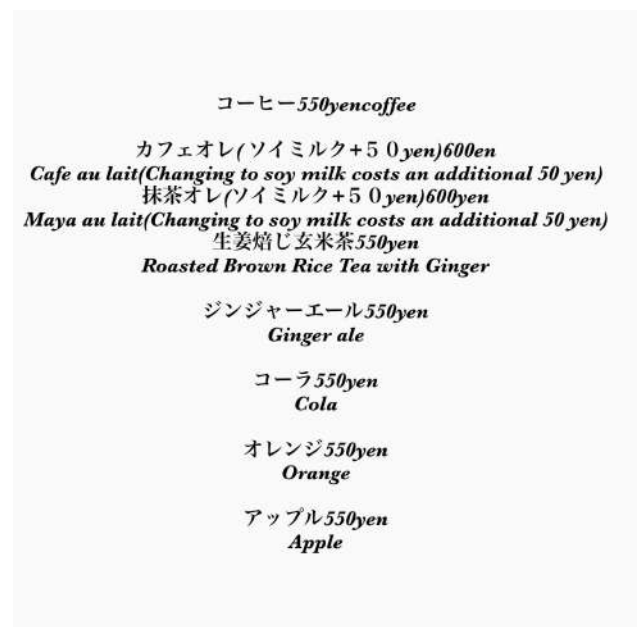 コーヒー550yencoffee
カフェオレ(ソイミルク+５０yen)600en
Cafe au lait(Changing to soy milk costs an additional 50 yen)
抹茶オレ(ソイミルク+５０yen)600yen
Maya au lait(Changing to soy milk costs an additional 50 yen)
生姜焙じ玄米茶550yen
Roasted Brown Rice Tea with Ginger
ジンジャーエール550yen
Ginger ale
コーラ550yen
Cola
オレンジ550yen
Orange
アップル550yen
Apple